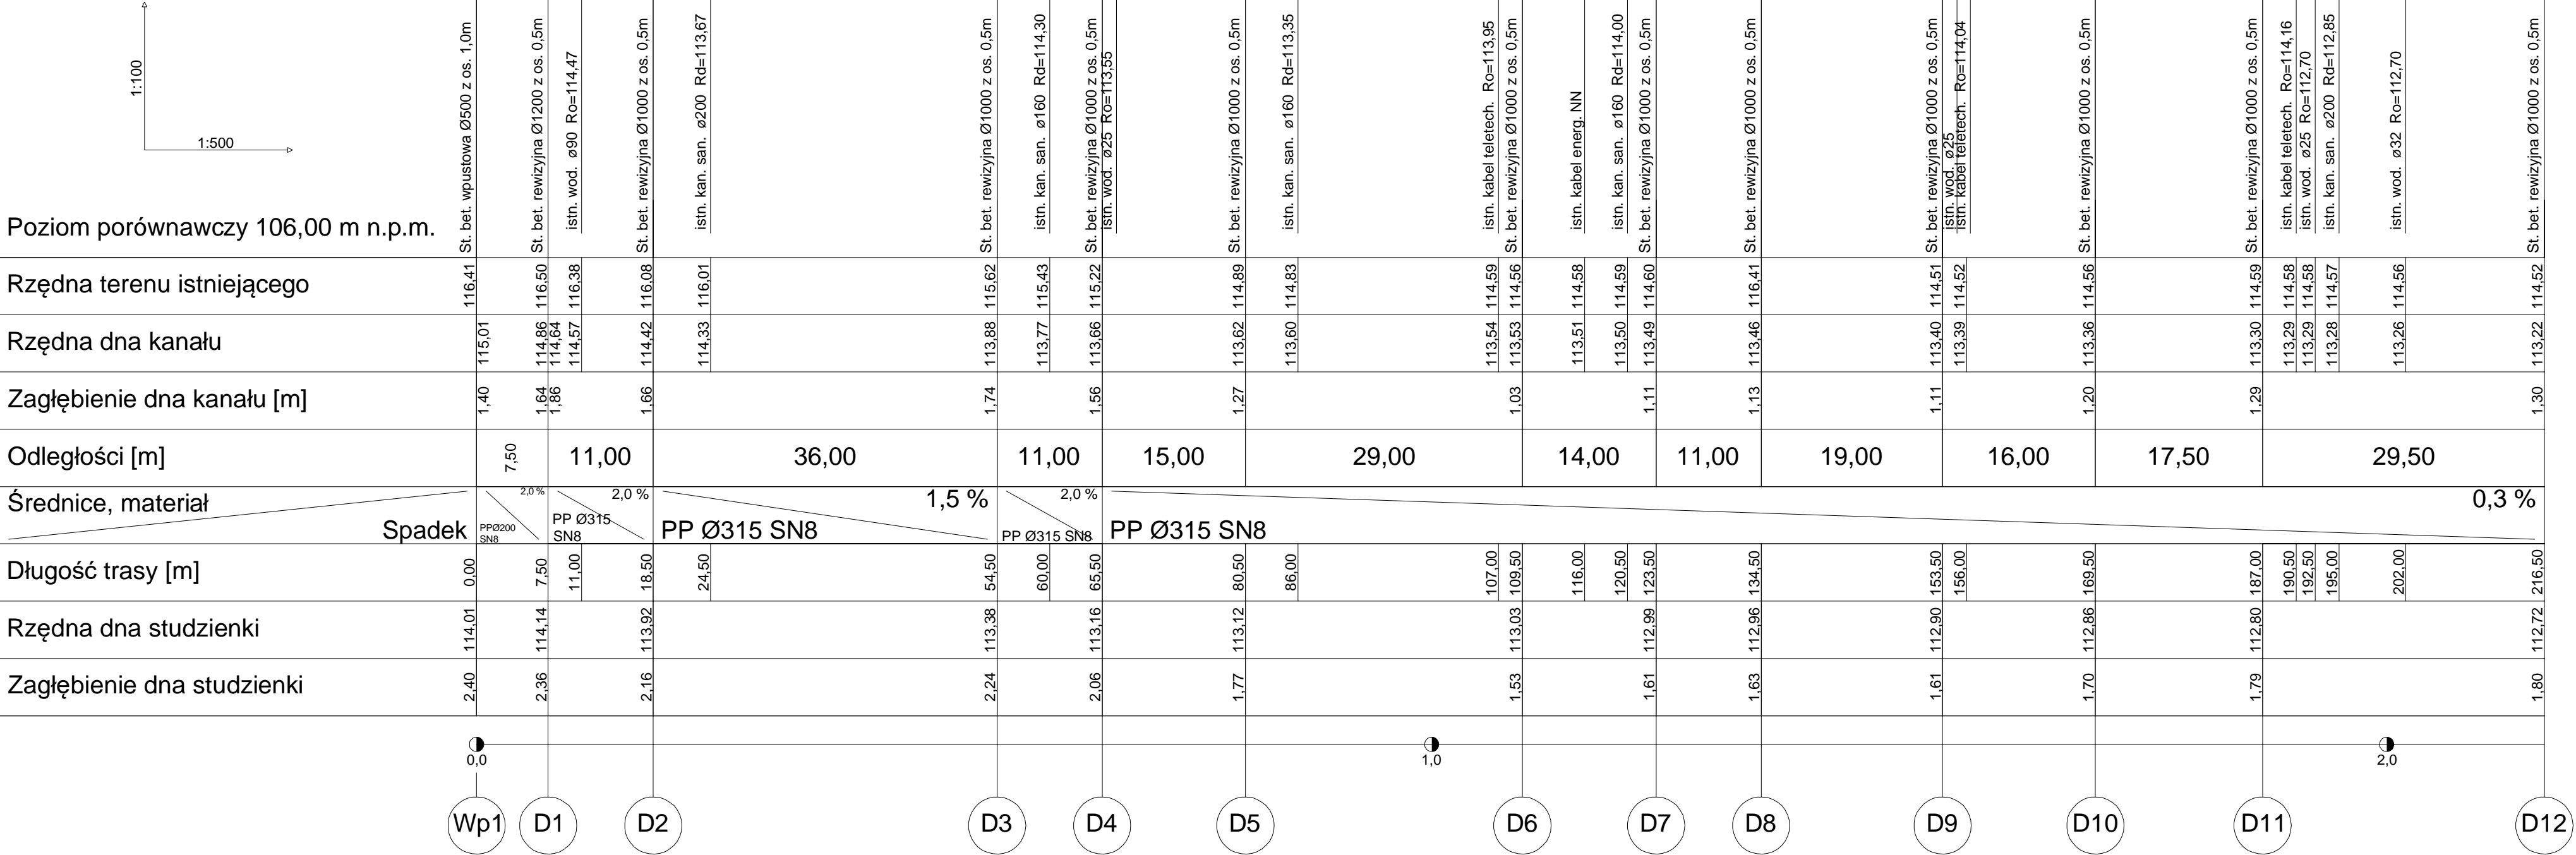 1:100
1:500
St. bet. wpustowa Ø500 z os. 1,0m
St. bet. rewizyjna Ø1200 z os. 0,5m
istn. wod. ø90 Ro=114,47
St. bet. rewizyjna Ø1000 z os. 0,5m
istn. kan. san. ø200 Rd=113,67
St. bet. rewizyjna Ø1000 z os. 0,5m
istn. kan. san. ø160 Rd=114,30
St. bet. rewizyjna Ø1000 z os. 0,5m
istn. wod. ø25 Ro=113,55
St. bet. rewizyjna Ø1000 z os. 0,5m
istn. kan. san. ø160 Rd=113,35
istn. kabel teletech. Ro=113,95
St. bet. rewizyjna Ø1000 z os. 0,5m
istn. kabel energ. NN
istn. kan. san. ø160 Rd=114,00
St. bet. rewizyjna Ø1000 z os. 0,5m
St. bet. rewizyjna Ø1000 z os. 0,5m
St. bet. rewizyjna Ø1000 z os. 0,5m
istn. wod. ø25
istn. kabel teletech. Ro=114,04
St. bet. rewizyjna Ø1000 z os. 0,5m
St. bet. rewizyjna Ø1000 z os. 0,5m
istn. kabel teletech. Ro=114,16
istn. wod. ø25 Ro=112,70
istn. kan. san. ø200 Rd=112,85
istn. wod. ø32 Ro=112,70
St. bet. rewizyjna Ø1000 z os. 0,5m
Poziom porównawczy 106,00 m n.p.m.
Rzędna terenu istniejącego 116,41 116,50 116,38 116,08 116,01 115,62 115,43 115,22 114,89 114,83 114,59 114,56 114,58 114,59 114,60 116,41 114,51 114,52 114,56 114,59 114,58 114,58 114,57 114,56 114,52
Rzędna dna kanału 115,01 114,86 114,64 114,57 114,42 114,33 113,88 113,77 113,66 113,62 113,60 113,54 113,53 113,51 113,50 113,49 113,46 113,40 113,39 113,36 113,30 113,29 113,29 113,28 113,26 113,22
Zagłębienie dna kanału [m] 1,40 1,64 1,86 1,66 1,74 1,56 1,27 1,03 1,11 1,13 1,11 1,20 1,29 1,30
Odległości [m] 7,50 11,00 36,00 11,00 15,00 29,00 14,00 11,00 19,00 16,00 17,50 29,50
Średnice, materiał 2,0 % 2,0 % 1,5 % 2,0 % 0,3 %
Spadek PPØ200 SN8 PP Ø315 SN8 PP Ø315 SN8 PP Ø315 SN8 PP Ø315 SN8
Długość trasy [m] 0,00 7,50 11,00 18,50 24,50 54,50 60,00 65,50 80,50 86,00 107,00 109,50 116,00 120,50 123,50 134,50 153,50 156,00 169,50 187,00 190,50 192,50 195,00 202,00 216,50
Rzędna dna studzienki 114,01 114,14 113,92 113,38 113,16 113,12 113,03 112,99 112,96 112,90 112,86 112,80 112,72
Zagłębienie dna studzienki 2,40 2,36 2,16 2,24 2,06 1,77 1,53 1,61 1,63 1,61 1,70 1,79 1,80
0,0 1,0 2,0
Wp1 D1 D2 D3 D4 D5 D6 D7 D8 D9 D10 D11 D12